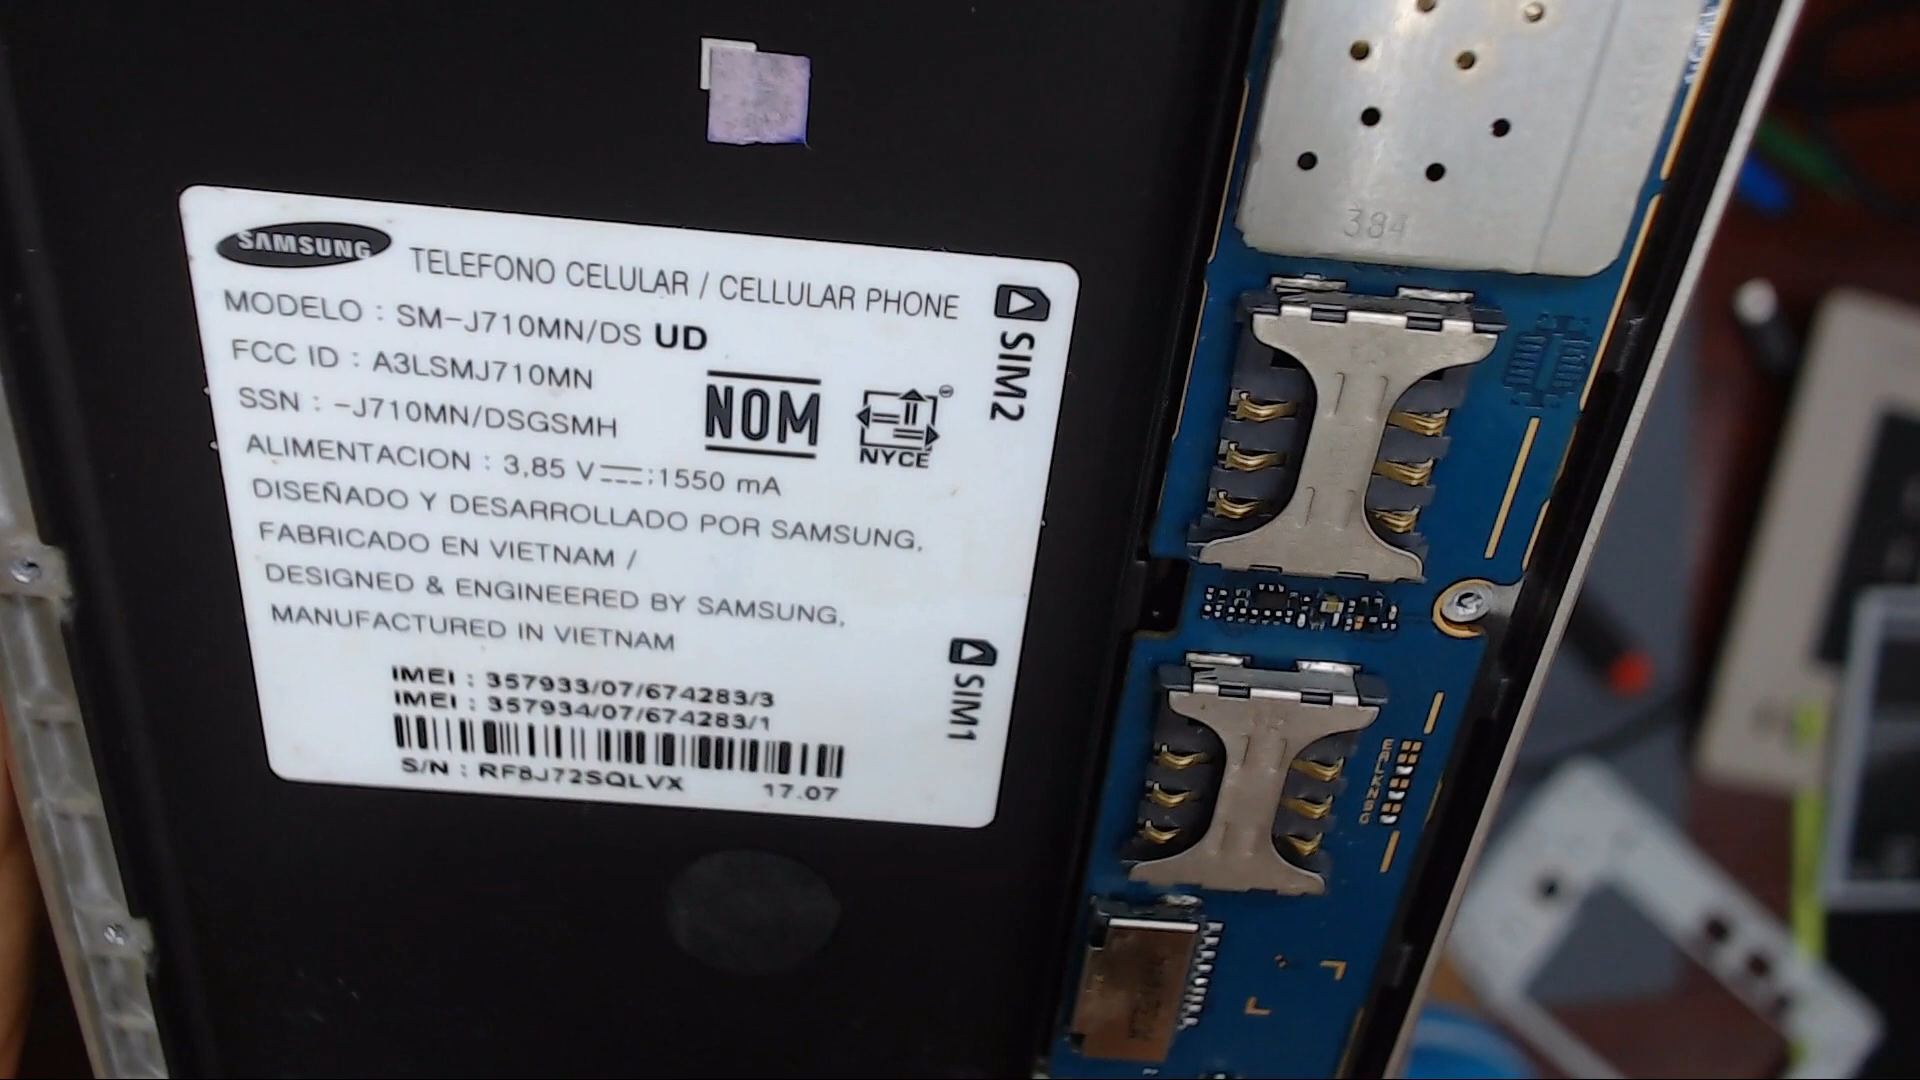 SAMSUNG
TELEFONO CELULAR / CELLULAR PHONE
MODELO : SM-J710MN/DS UD
FCC ID : A3LSMJ710MN
SSN : -J710MN/DSGSMH
ALIMENTACION : 3,85 V⎓;1550 mA
DISEÑADO Y DESARROLLADO POR SAMSUNG,
FABRICADO EN VIETNAM /
DESIGNED & ENGINEERED BY SAMSUNG,
MANUFACTURED IN VIETNAM
NOM
NYCE
IMEI : 357933/07/674283/3
IMEI : 357934/07/674283/1
S/N : RF8J72SQLVX
17.07
SIM2
SIM1
384